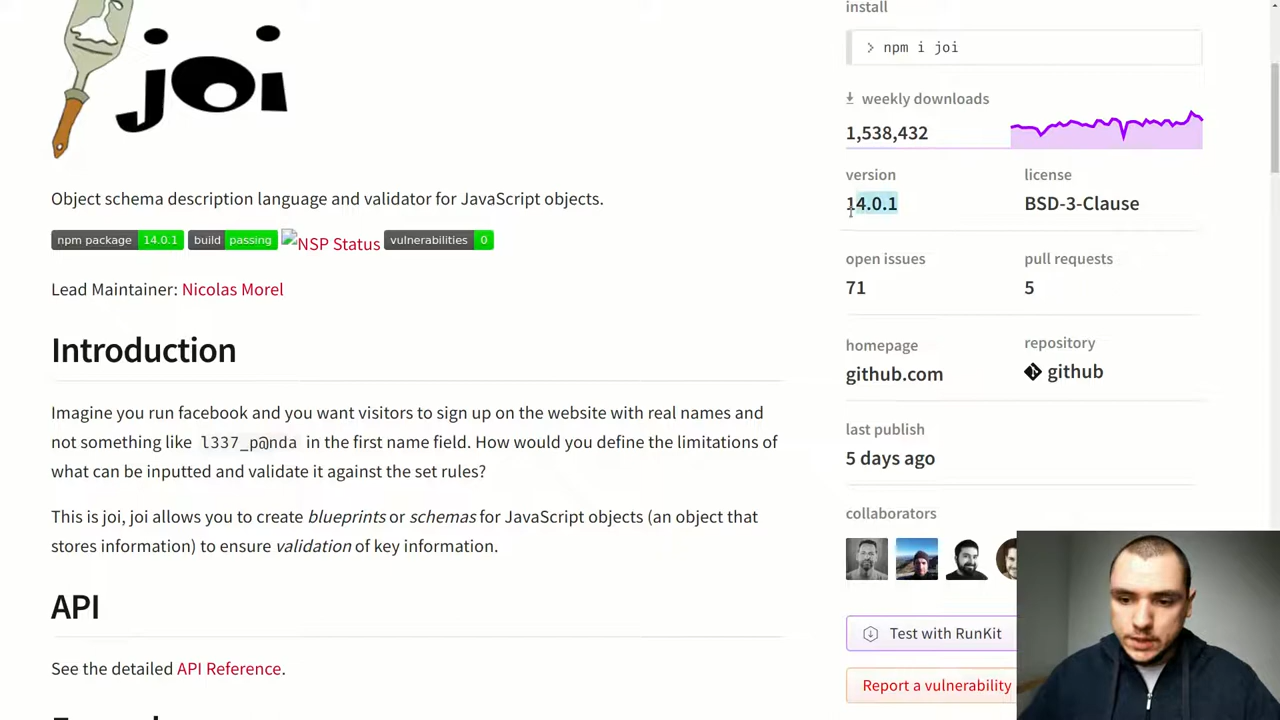 joi
Object schema description language and validator for JavaScript objects.
npm package 14.0.1 build passing NSP Status vulnerabilities 0
Lead Maintainer: Nicolas Morel
Introduction
Imagine you run facebook and you want visitors to sign up on the website with real names and
not something like l337_p@nda in the first name field. How would you define the limitations of
what can be inputted and validate it against the set rules?
This is joi, joi allows you to create blueprints or schemas for JavaScript objects (an object that
stores information) to ensure validation of key information.
API
See the detailed API Reference.
install
> npm i joi
weekly downloads
1,538,432
version
14.0.1
license
BSD-3-Clause
open issues
71
pull requests
5
homepage
github.com
repository
github
last publish
5 days ago
collaborators
Test with RunKit
Report a vulnerability